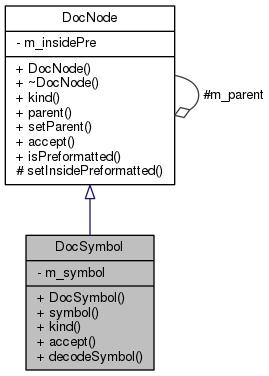 DocNode
- m_insidePre
+ DocNode()
+ ~DocNode()
+ kind()
+ parent()
+ setParent()
+ accept()
+ isPreformatted()
# setInsidePreformatted()
#m_parent
DocSymbol
- m_symbol
+ DocSymbol()
+ symbol()
+ kind()
+ accept()
+ decodeSymbol()